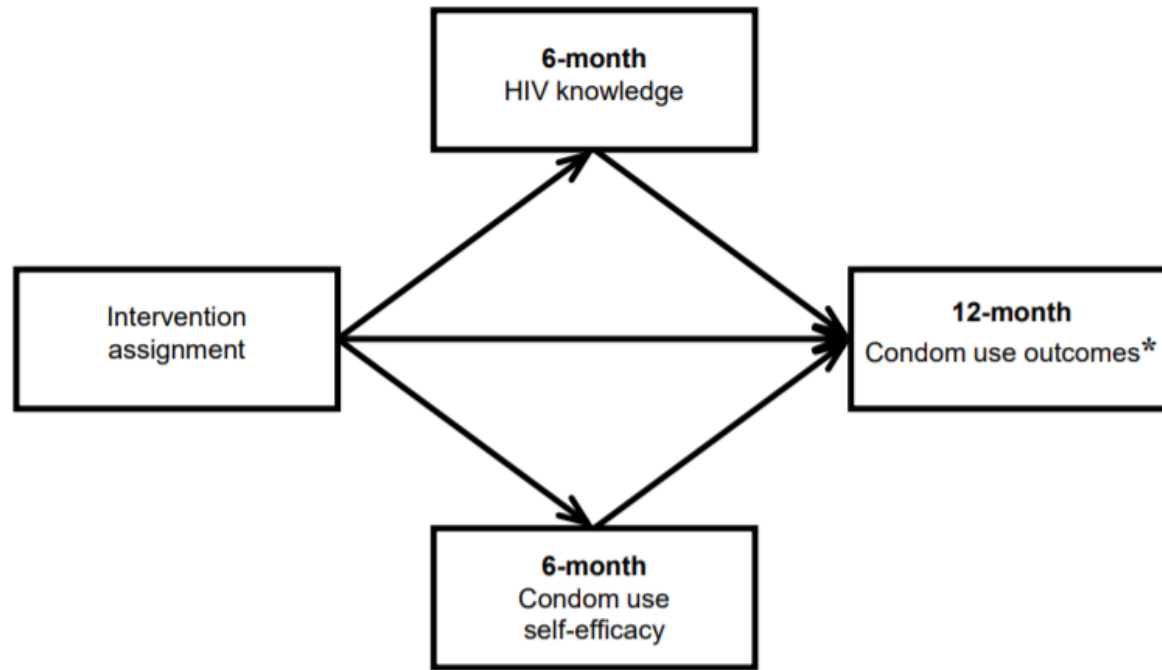 6-month
HIV knowledge
Intervention
assignment
12-month
Condom use outcomes*
6-month
Condom use
self-efficacy